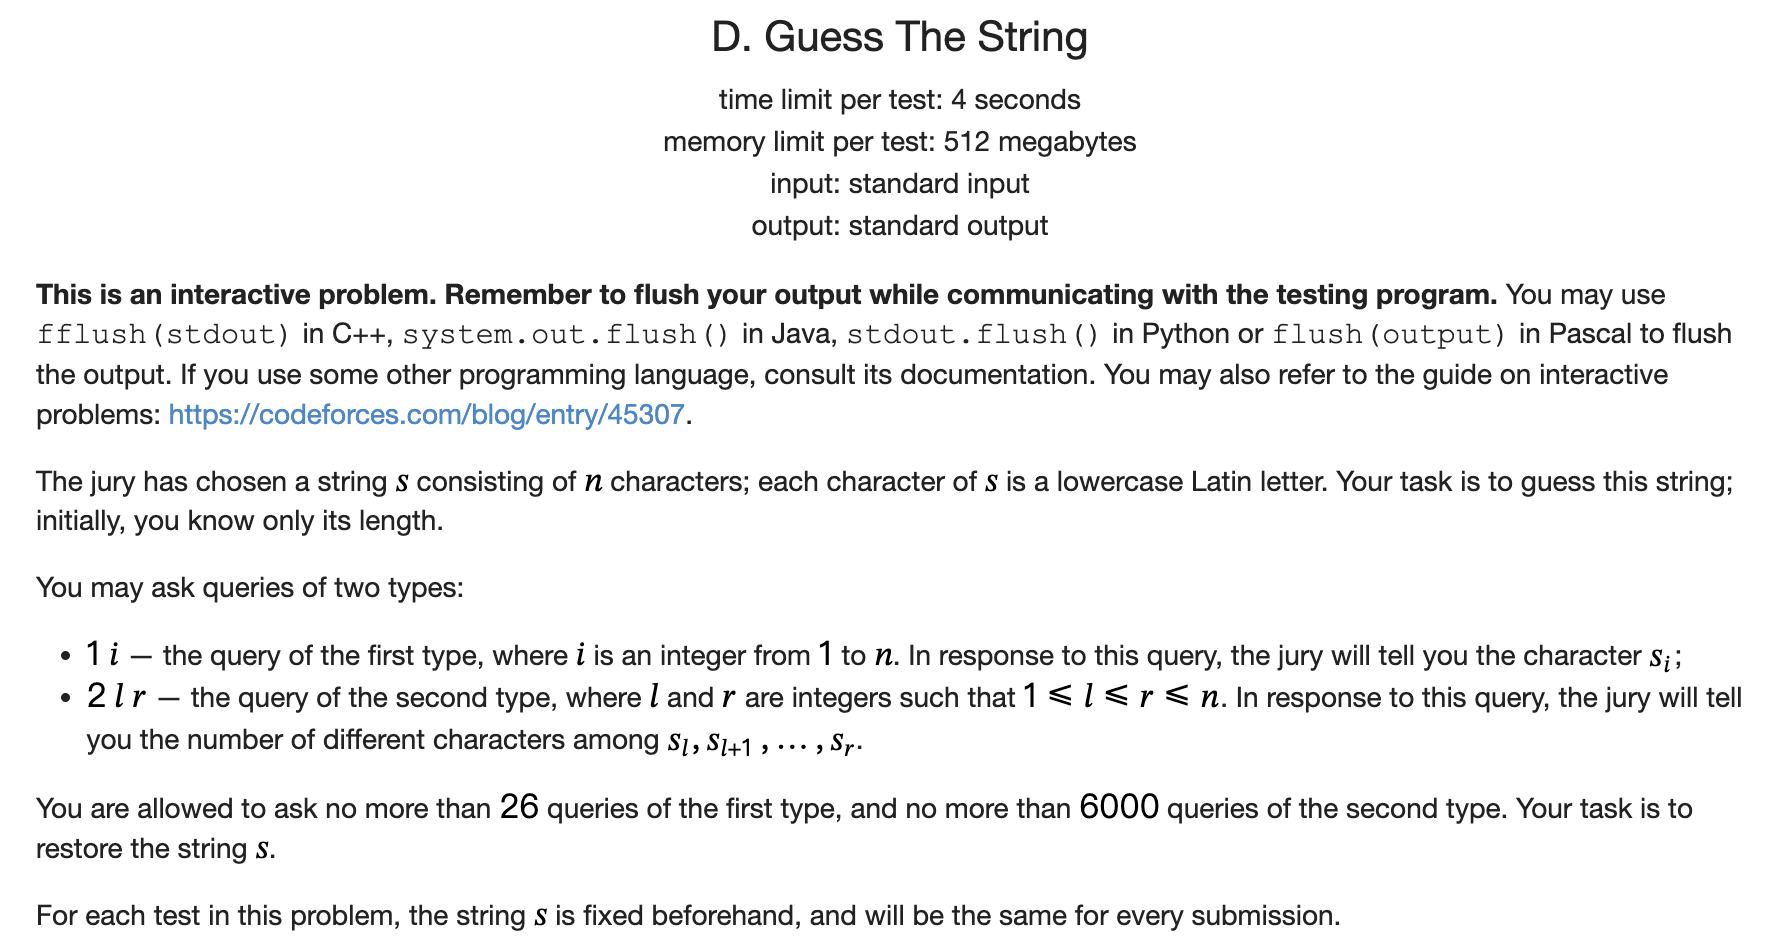 D. Guess The String
time limit per test: 4 seconds
memory limit per test: 512 megabytes
input: standard input
output: standard output
This is an interactive problem. Remember to flush your output while communicating with the testing program. You may use
fflush(stdout) in C++, system.out.flush() in Java, stdout.flush() in Python or flush(output) in Pascal to flush
the output. If you use some other programming language, consult its documentation. You may also refer to the guide on interactive
problems: https://codeforces.com/blog/entry/45307.
The jury has chosen a string s consisting of n characters; each character of s is a lowercase Latin letter. Your task is to guess this string;
initially, you know only its length.
You may ask queries of two types:
• 1 i — the query of the first type, where i is an integer from 1 to n. In response to this query, the jury will tell you the character sᵢ;
• 2 l r — the query of the second type, where l and r are integers such that 1 ⩽ l ⩽ r ⩽ n. In response to this query, the jury will tell
you the number of different characters among s_l, s_{l+1}, …, s_r.
You are allowed to ask no more than 26 queries of the first type, and no more than 6000 queries of the second type. Your task is to
restore the string s.
For each test in this problem, the string s is fixed beforehand, and will be the same for every submission.